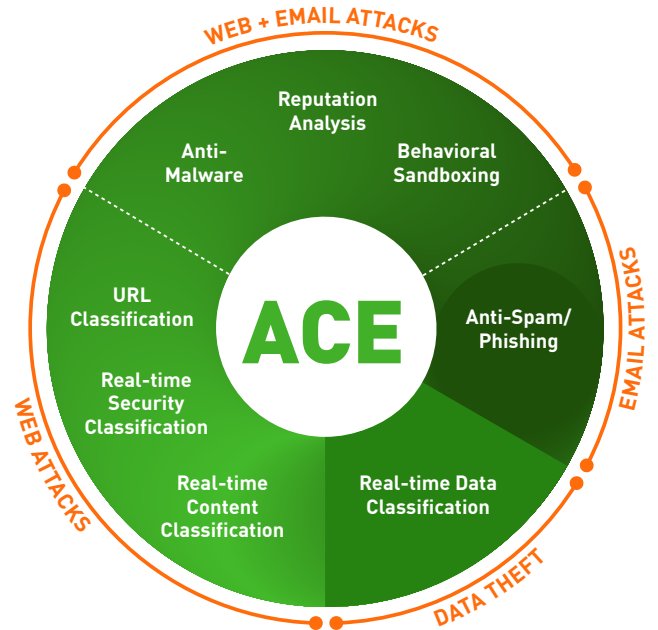 WEB + EMAIL ATTACKS
Reputation
Analysis
Anti-
Malware
Behavioral
Sandboxing
URL
Classification
ACE
Anti-Spam/
Phishing
EMAIL ATTACKS
Real-time
Security
Classification
WEB ATTACKS
Real-time
Content
Classification
Real-time Data
Classification
DATA THEFT